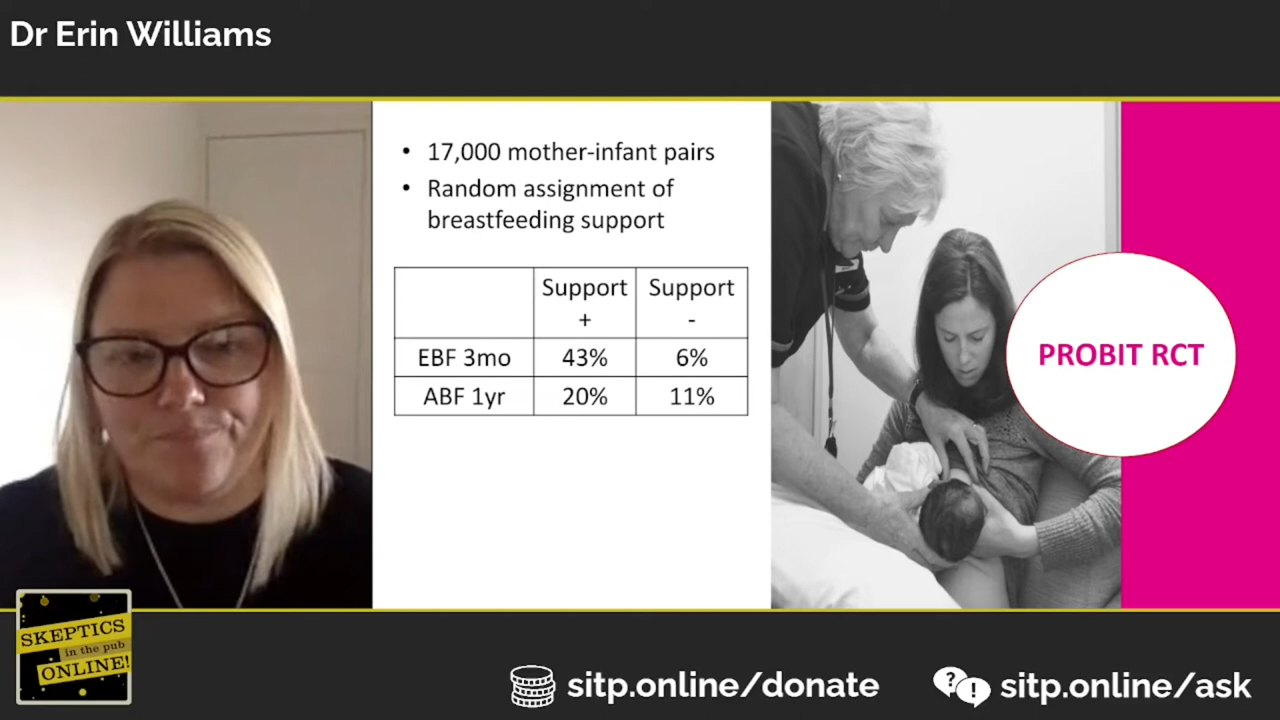 Dr Erin Williams
• 17,000 mother-infant pairs
• Random assignment of
breastfeeding support
Support Support
+ -
EBF 3mo 43% 6%
ABF 1yr 20% 11%
PROBIT RCT
SKEPTICS
in the pub
ONLINE!
sitp.online/donate
?! sitp.online/ask